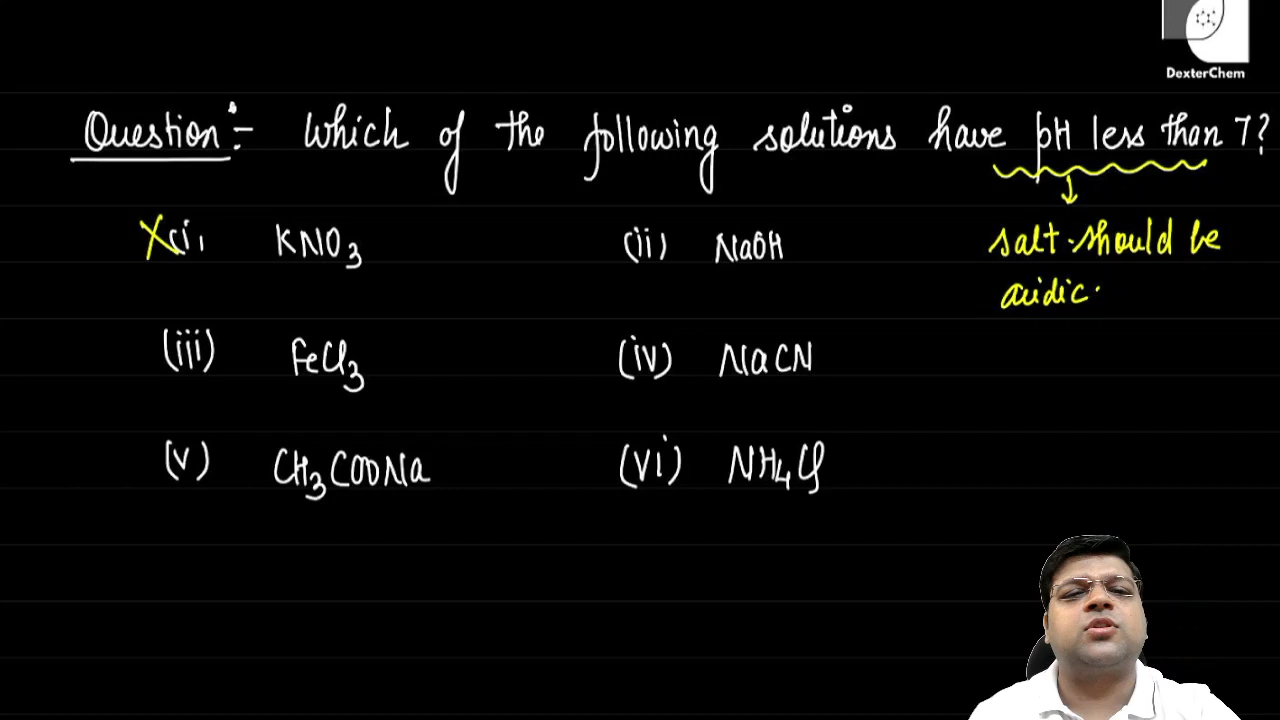 DexterChem
Question:- Which of the following solutions have pH less than 7?
(i) KNO3 (ii) NaOH salt should be
acidic.
(iii) FeCl3 (iv) NaCN
(v) CH3COONa (vi) NH4Cl